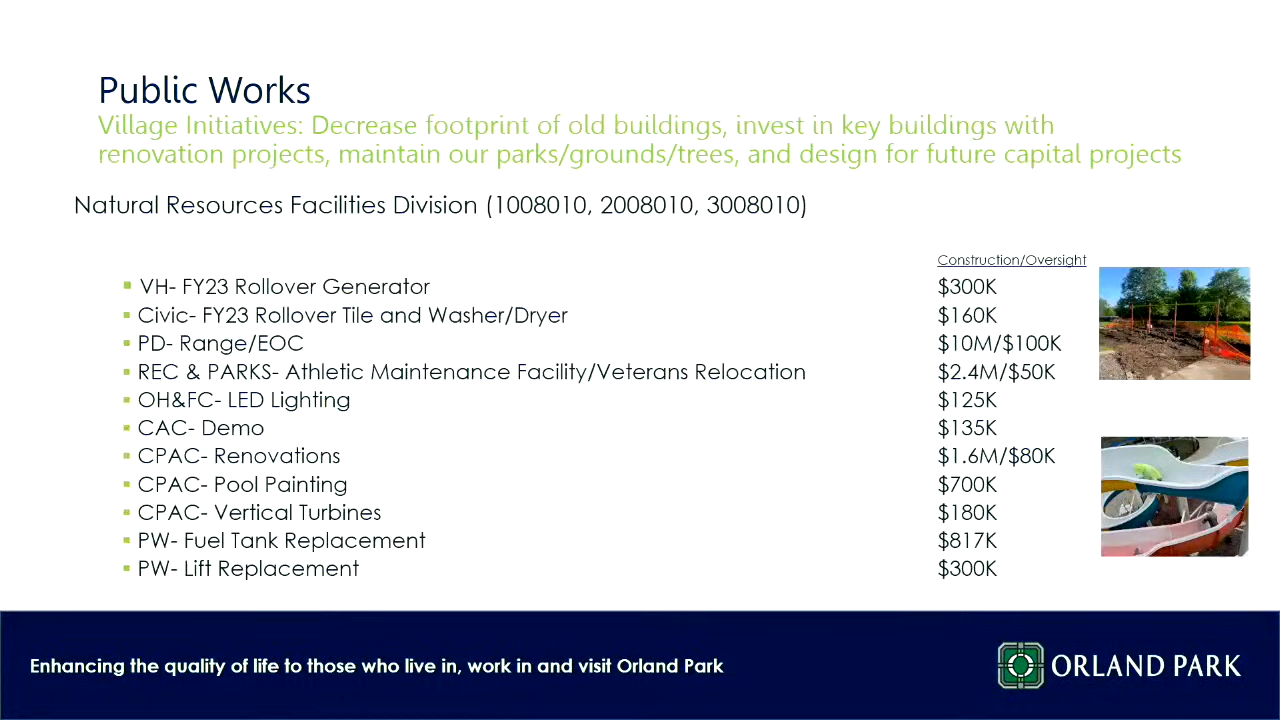 Public Works
Village Initiatives: Decrease footprint of old buildings, invest in key buildings with
renovation projects, maintain our parks/grounds/trees, and design for future capital projects
Natural Resources Facilities Division (1008010, 2008010, 3008010)
Construction/Oversight
VH- FY23 Rollover Generator $300K
Civic- FY23 Rollover Tile and Washer/Dryer $160K
PD- Range/EOC $10M/$100K
REC & PARKS- Athletic Maintenance Facility/Veterans Relocation $2.4M/$50K
OH&FC- LED Lighting $125K
CAC- Demo $135K
CPAC- Renovations $1.6M/$80K
CPAC- Pool Painting $700K
CPAC- Vertical Turbines $180K
PW- Fuel Tank Replacement $817K
PW- Lift Replacement $300K
Enhancing the quality of life to those who live in, work in and visit Orland Park
ORLAND PARK